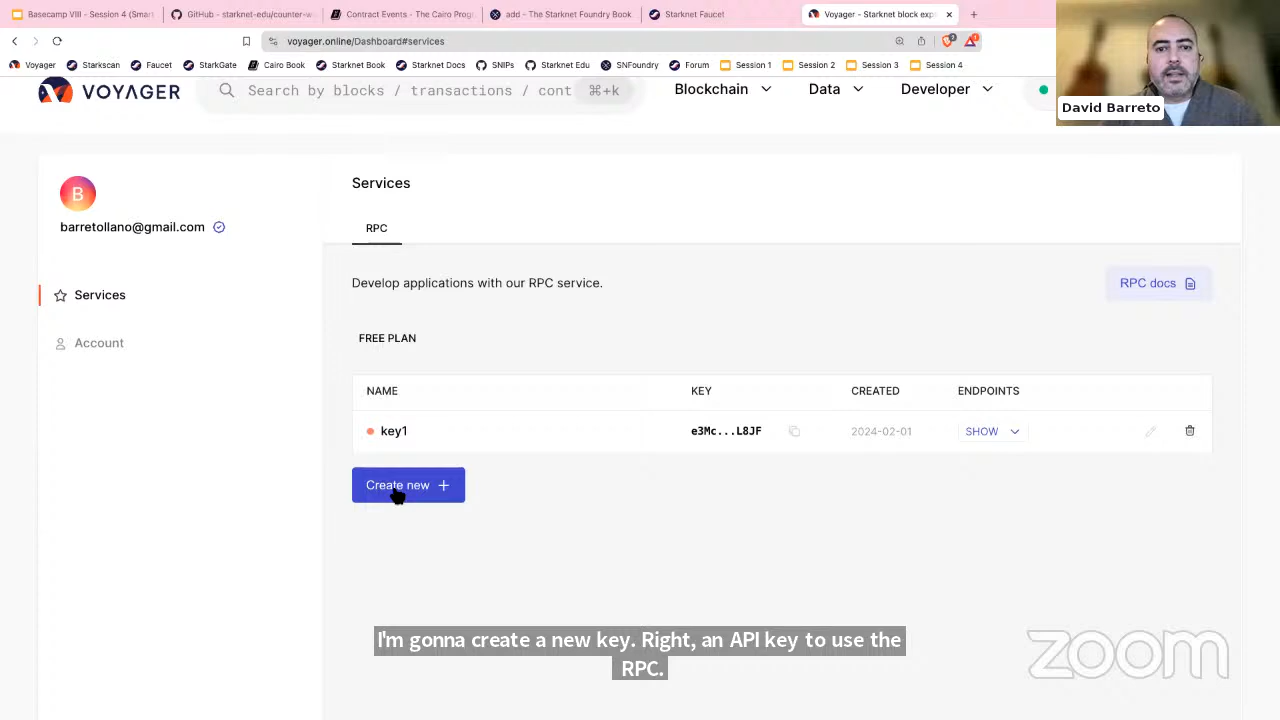 Basecamp VIII - Session 4 (Smart
GitHub - starknet-edu/counter-w
Contract Events - The Cairo Prog
add - The Starknet Foundry Book
Starknet Faucet
Voyager - Starknet block exp
voyager.online/Dashboard#services
Voyager
Starkscan
Faucet
StarkGate
Cairo Book
Starknet Book
Starknet Docs
SNIPs
Starknet Edu
SNFoundry
Forum
Session 1
Session 2
Session 3
Session 4
David Barreto
VOYAGER
Search by blocks / transactions / cont
⌘+k
Blockchain
Data
Developer
B
barretollano@gmail.com
Services
Account
Services
RPC
Develop applications with our RPC service.
RPC docs
FREE PLAN
NAME KEY CREATED ENDPOINTS
key1 e3Mc...L8JF 2024-02-01 SHOW
Create new +
I'm gonna create a new key. Right, an API key to use the
RPC.
zoom